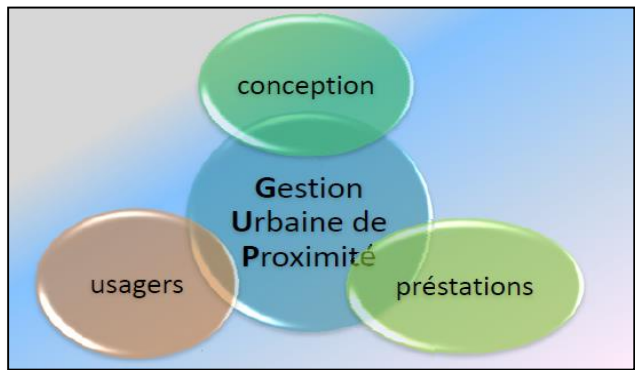 conception
Gestion
Urbaine de
Proximité
usagers
préstations